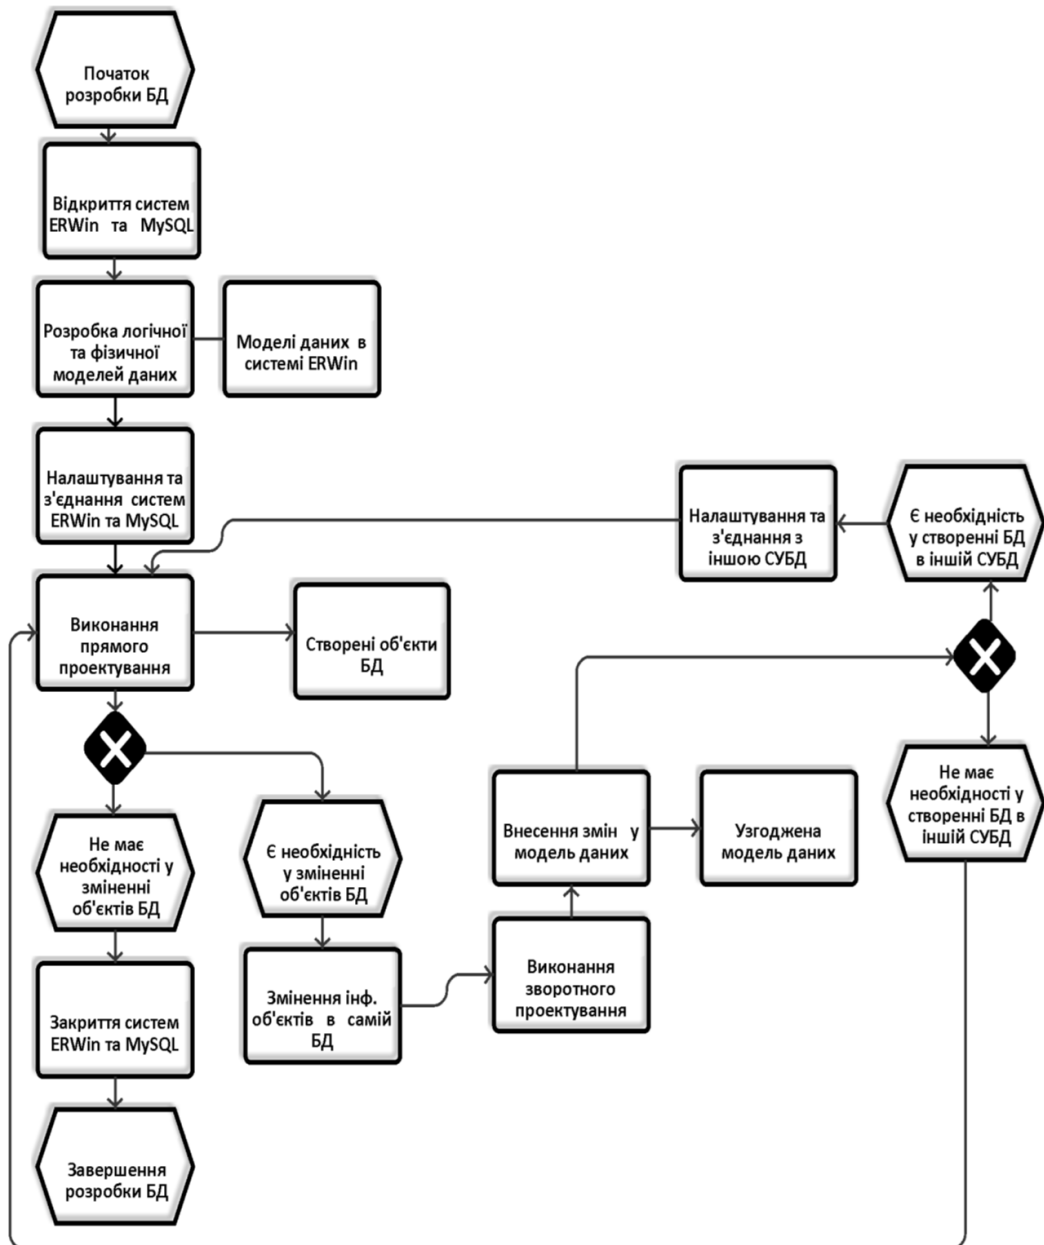 Початок
розробки БД
Відкриття систем
ERWin та MySQL
Розробка логічної
та фізичної
моделей даних
Моделі даних в
системі ERWin
Налаштування та
з'єднання систем
ERWin та MySQL
Налаштування та
з'єднання з
іншою СУБД
Є необхідність
у створенні БД
в іншій СУБД
Виконання
прямого
проектування
Створені об'єкти
БД
Не має
необхідності у
зміненні
об'єктів БД
Є необхідність
у зміненні
об'єктів БД
Внесення змін у
модель даних
Узгоджена
модель даних
Не має
необхідності у
створенні БД в
іншій СУБД
Закриття систем
ERWin та MySQL
Змінення інф.
об'єктів в самій
БД
Виконання
зворотного
проектування
Завершення
розробки БД